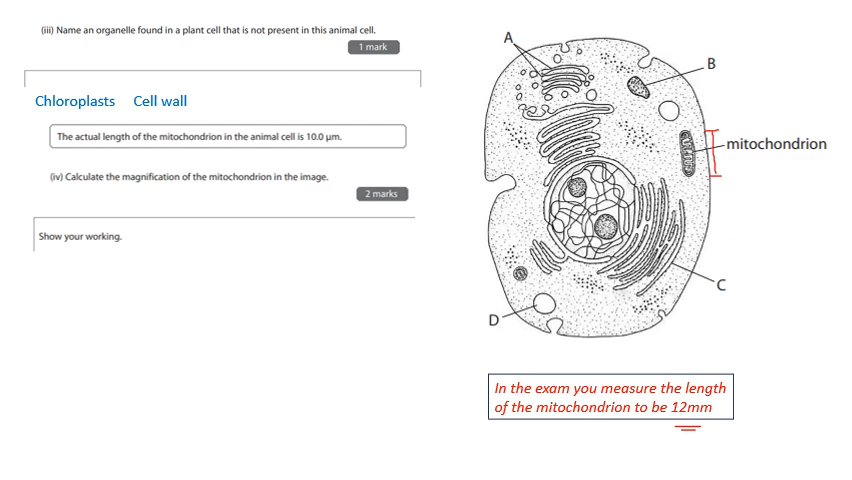 (iii) Name an organelle found in a plant cell that is not present in this animal cell.
1 mark
Chloroplasts Cell wall
The actual length of the mitochondrion in the animal cell is 10.0 μm.
(iv) Calculate the magnification of the mitochondrion in the image.
2 marks
Show your working.
A
B
mitochondrion
C
D
In the exam you measure the length
of the mitochondrion to be 12mm